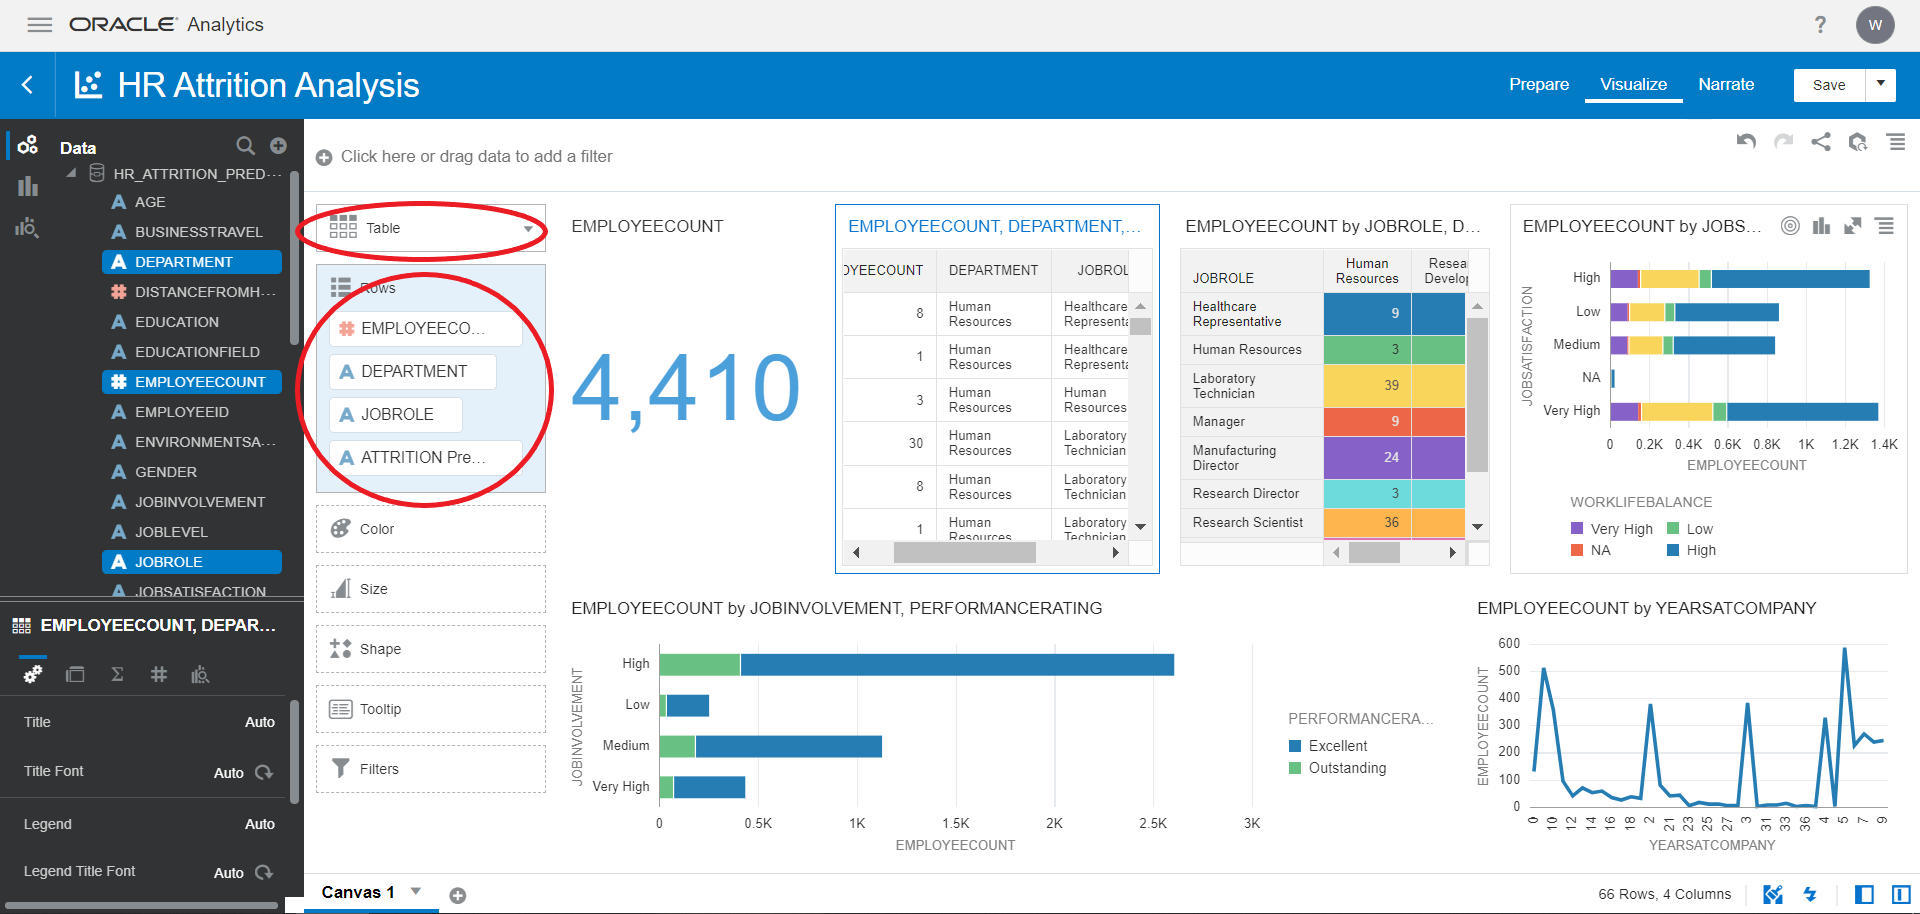 ORACLE Analytics
?
W
HR Attrition Analysis
Prepare
Visualize
Narrate
Save
Data
HR_ATTRITION_PRED...
AGE
BUSINESSTRAVEL
DEPARTMENT
DISTANCEFROMH...
EDUCATION
EDUCATIONFIELD
EMPLOYEECOUNT
EMPLOYEEID
ENVIRONMENTSA...
GENDER
JOBINVOLVEMENT
JOBLEVEL
JOBROLE
JOBSATISFACTION
EMPLOYEECOUNT, DEPAR...
Title Auto
Title Font Auto
Legend Auto
Legend Title Font Auto
Click here or drag data to add a filter
Table
Rows
EMPLOYEECO...
DEPARTMENT
JOBROLE
ATTRITION Pre...
Color
Size
Shape
Tooltip
Filters
EMPLOYEECOUNT
4,410
EMPLOYEECOUNT, DEPARTMENT,...
OYEECOUNT DEPARTMENT JOBROL
8 Human Resources Healthcare Representa
1 Human Resources Healthcare Representa
3 Human Resources Human Resources
30 Human Resources Laboratory Technician
8 Human Resources Laboratory Technician
1 Human Resources Laboratory Technician
EMPLOYEECOUNT by JOBROLE, D...
JOBROLE
Human Resources
Resea
Develop
Healthcare Representative 9
Human Resources 3
Laboratory Technician 39
Manager 9
Manufacturing Director 24
Research Director 3
Research Scientist 36
EMPLOYEECOUNT by JOBS...
JOBSATISFACTION
High
Low
Medium
NA
Very High
0 0.2K 0.4K 0.6K 0.8K 1K 1.2K 1.4K
EMPLOYEECOUNT
WORKLIFEBALANCE
Very High Low
NA High
EMPLOYEECOUNT by JOBINVOLVEMENT, PERFORMANCERATING
JOBINVOLVEMENT
High
Low
Medium
Very High
0 0.5K 1K 1.5K 2K 2.5K 3K
EMPLOYEECOUNT
PERFORMANCERA...
Excellent
Outstanding
EMPLOYEECOUNT by YEARSATCOMPANY
EMPLOYEECOUNT
600
500
400
300
200
100
0
0 10 12 14 16 18 2 21 23 25 27 3 31 33 36 4 5 7 9
YEARSATCOMPANY
Canvas 1
66 Rows, 4 Columns